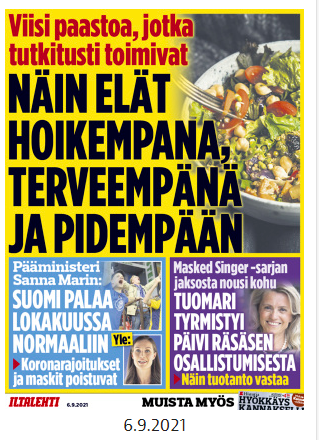 Viisi paastoa, jotka
tutkitusti toimivat
NÄIN ELÄT
HOIKEMPANA,
TERVEEMPÄNÄ
JA PIDEMPÄÄN
Pääministeri
Sanna Marin:
SUOMI PALAA
LOKAKUUSSA
NORMAALIIN
Yle:
Koronarajoitukset
ja maskit poistuvat
Masked Singer -sarjan
jaksosta nousi kohu
TUOMARI
TYRMISTYI
PÄIVI RÄSÄSEN
OSALLISTUMISESTA
Näin tuotanto vastaa
ILTALEHTI 6.9.2021 MUISTA MYÖS
HYÖKKÄYS
KANNAKSELLA
6.9.2021